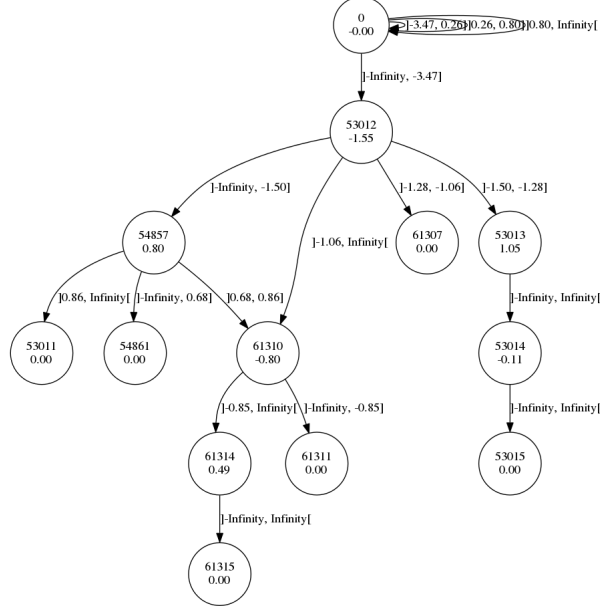 0
-0.00
]-3.47, 0.26]
]0.26, 0.80]
]0.80, Infinity[
]-Infinity, -3.47]
53012
-1.55
]-Infinity, -1.50]
]-1.28, -1.06]
]-1.50, -1.28]
54857
0.80
]-1.06, Infinity[
61307
0.00
53013
1.05
]0.86, Infinity[
]-Infinity, 0.68]
]0.68, 0.86]
]-Infinity, Infinity[
53011
0.00
54861
0.00
61310
-0.80
53014
-0.11
]-0.85, Infinity[
]-Infinity, -0.85]
]-Infinity, Infinity[
61314
0.49
61311
0.00
53015
0.00
]-Infinity, Infinity[
61315
0.00